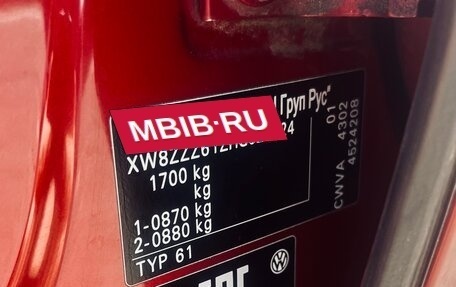 Груп Рус"
MBIB·RU
24
1700 kg
kg
1-0870 kg
2-0880 kg
TYP 61
01
CWVA 4302
4524208